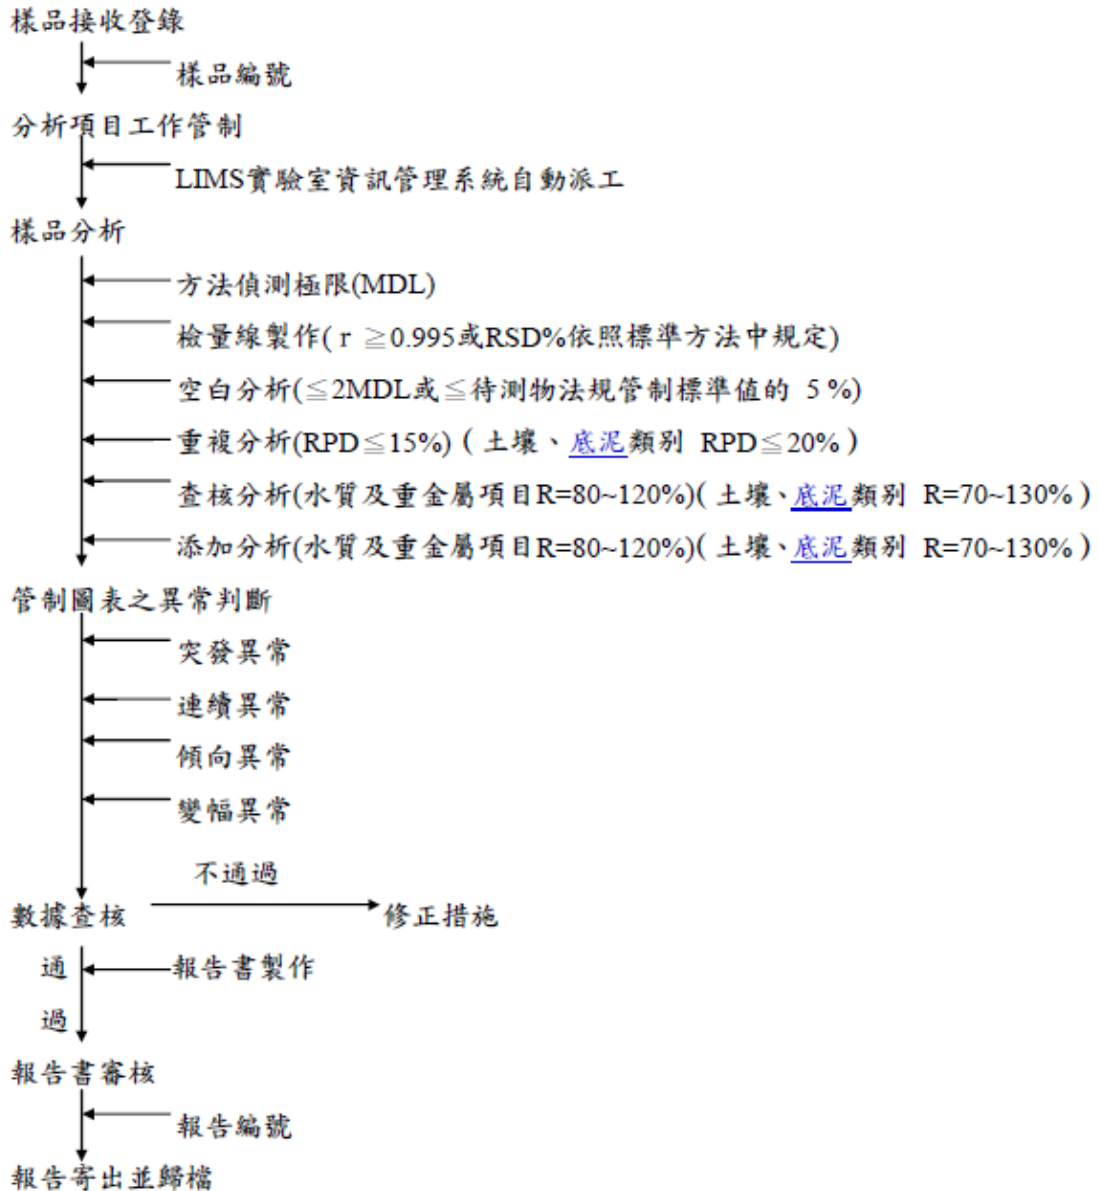 樣品接收登錄
樣品編號
分析項目工作管制
LIMS實驗室資訊管理系統自動派工
樣品分析
方法偵測極限(MDL)
檢量線製作( r ≧0.995或RSD%依照標準方法中規定)
空白分析(≦2MDL或≦待測物法規管制標準值的 5 %)
重複分析(RPD≦15%) ( 土壤、底泥類別 RPD≦20% )
查核分析(水質及重金屬項目R=80~120%)( 土壤、底泥類別 R=70~130% )
添加分析(水質及重金屬項目R=80~120%)( 土壤、底泥類別 R=70~130% )
管制圖表之異常判斷
突發異常
連續異常
傾向異常
變幅異常
不通過
數據查核 修正措施
通 報告書製作
過
報告書審核
報告編號
報告寄出並歸檔